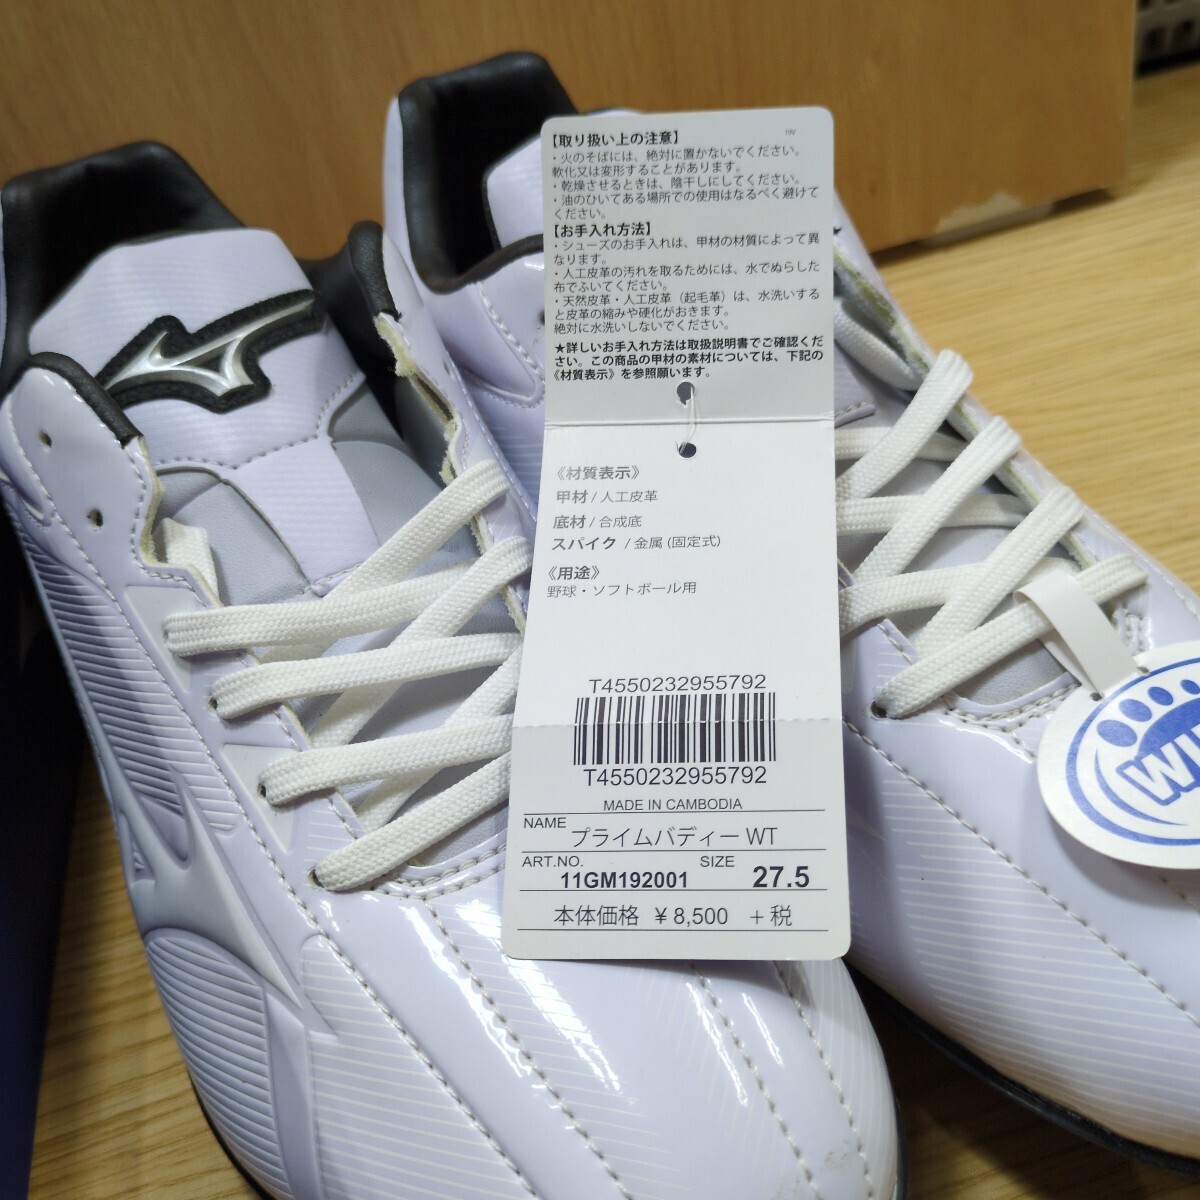 【取り扱い上の注意】
・火のそばには、絶対に置かないでください。
軟化又は変形することがあります。
・乾燥させるときは、陰干しにしてください。
・油のひいてある場所での使用はなるべく避けて
ください。
【お手入れ方法】
・シューズのお手入れは、甲材の材質によって異
なります。
・人工皮革の汚れを取るためには、水でぬらした
布でふいてください。
・天然皮革・人工皮革（起毛革）は、水洗いする
と皮革の縮みや硬化がおきます。
絶対に水洗いしないでください。
★詳しいお手入れ方法は取扱説明書でご確認くだ
さい。この商品の甲材の素材については、下記の
《材質表示》を参照願います。
《材質表示》
甲材 / 人工皮革
底材 / 合成底
スパイク / 金属 (固定式)
《用途》
野球・ソフトボール用
T4550232955792
T4550232955792
MADE IN CAMBODIA
NAME プライムバディー WT
ART.NO. 11GM192001 SIZE 27.5
本体価格 ￥8,500 +税